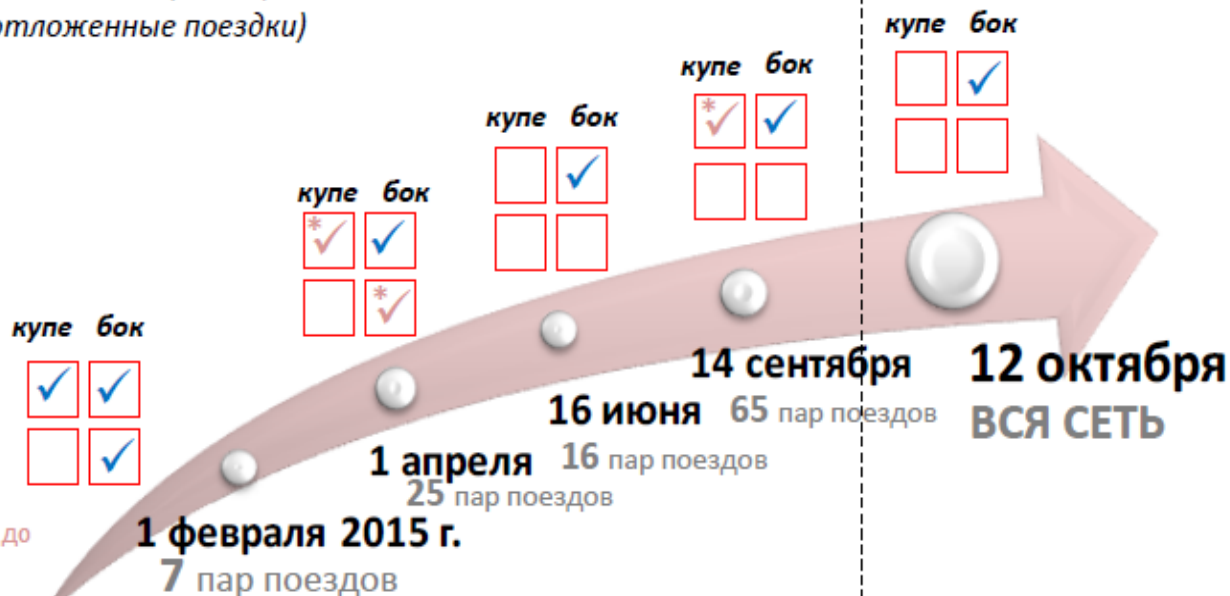 отложенные поездки)
купе бок
купе бок
купе бок
*
купе бок
*
*
купе бок
14 сентября
65 пар поездов
12 октября
ВСЯ СЕТЬ
16 июня
16 пар поездов
1 апреля
25 пар поездов
до
1 февраля 2015 г.
7 пар поездов